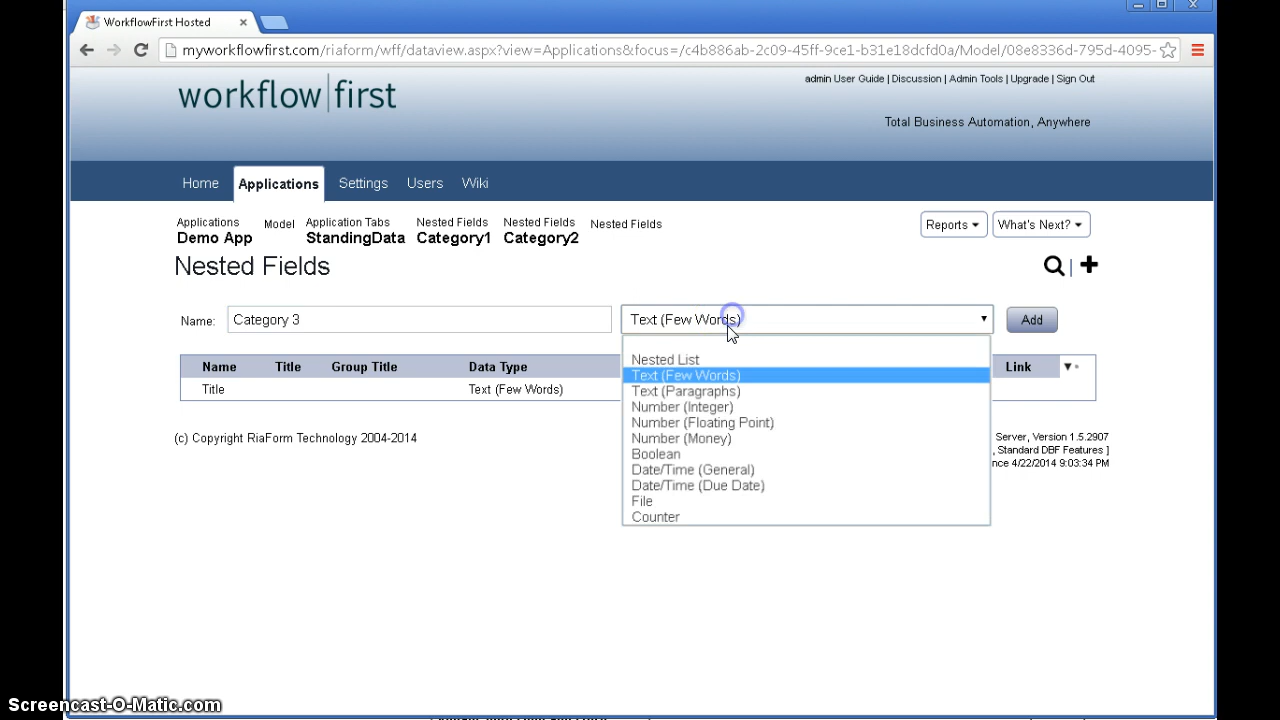 WorkflowFirst Hosted
myworkflowfirst.com/riaform/wff/dataview.aspx?view=Applications&focus=/c4b886ab-2c09-45ff-9ce1-b31e18dcfd0a/Model/08e8336d-795d-4095-
workflow|first
admin User Guide | Discussion | Admin Tools | Upgrade | Sign Out
Total Business Automation, Anywhere
Home Applications Settings Users Wiki
Applications Model Application Tabs Nested Fields Nested Fields Nested Fields
Demo App StandingData Category1 Category2
Reports What's Next?
Nested Fields
Name: Category 3 Text (Few Words) Add
Name Title Group Title Data Type Link
Title Text (Few Words)
Nested List
Text (Few Words)
Text (Paragraphs)
Number (Integer)
Number (Floating Point)
Number (Money)
Boolean
Date/Time (General)
Date/Time (Due Date)
File
Counter
(c) Copyright RiaForm Technology 2004-2014
Server, Version 1.5.2907
, Standard DBF Features ]
nce 4/22/2014 9:03:34 PM
Screencast-O-Matic.com